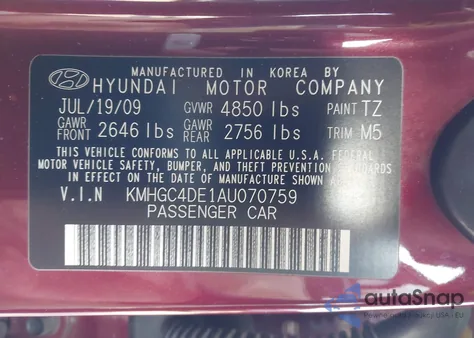 MANUFACTURED IN KOREA BY
HYUNDAI MOTOR COMPANY
JUL/19/09 GVWR 4850 lbs PAINT TZ
GAWR FRONT 2646 lbs GAWR REAR 2756 lbs TRIM M5
THIS VEHICLE CONFORMS TO ALL APPLICABLE FEDERAL
MOTOR VEHICLE SAFETY, BUMPER, AND THEFT PREVENTION STANDARDS
IN EFFECT ON THE DATE OF MANUFACTURE SHOWN ABOVE.
V.I.N KMHGC4DE1AU070759
PASSENGER CAR
autoSnap